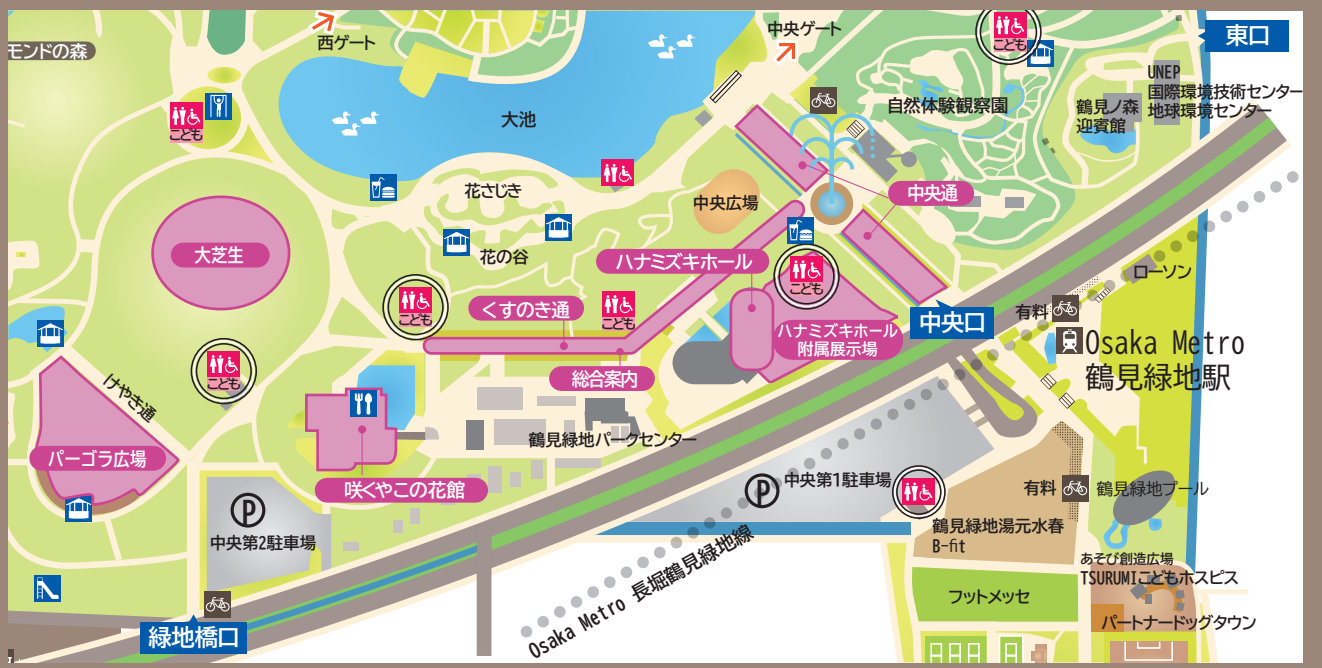 西ゲート
中央ゲート
こども
東口
モンドの森
UNEP
国際環境技術センター
地球環境センター
鶴見ノ森
迎賓館
自然体験観察園
こども
大池
花さじき
中央広場
中央通
大芝生
花の谷
ハナミズキホール
ローソン
くすのき通
こども
こども
こども
有料
中央口
ハナミズキホール
附属展示場
Osaka Metro
鶴見緑地駅
総合案内
こども
けやき通
鶴見緑地パークセンター
パーゴラ広場
咲くやこの花館
P
中央第1駐車場
有料
鶴見緑地プール
P
中央第2駐車場
鶴見緑地湯元水春
B-fit
Osaka Metro 長堀鶴見緑地線
あそび創造広場
TSURUMIこどもホスピス
フットメッセ
パートナードッグタウン
緑地橋口